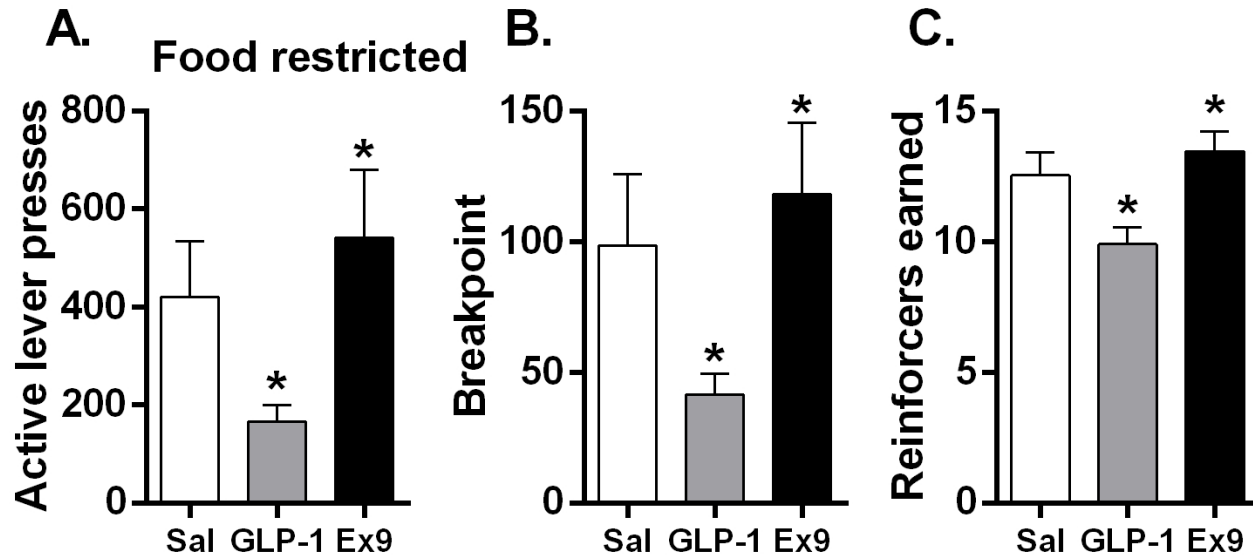 A.
Food restricted
Active lever presses
800
600
400
200
0
*
*
Sal GLP-1 Ex9
B.
Breakpoint
150
100
50
0
*
*
Sal GLP-1 Ex9
C.
Reinforcers earned
15
10
5
0
*
*
Sal GLP-1 Ex9